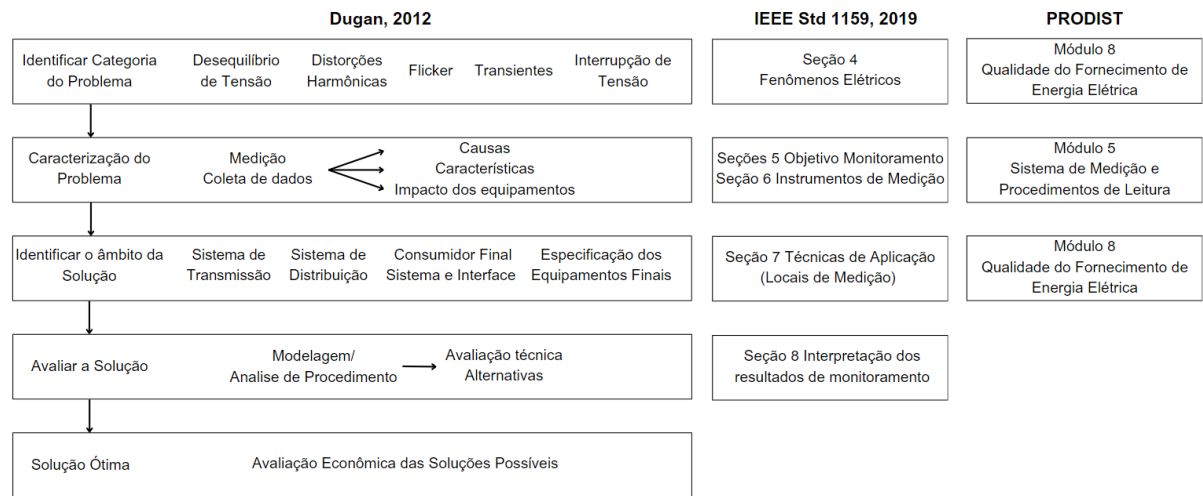 Dugan, 2012
IEEE Std 1159, 2019
PRODIST
Identificar Categoria
do Problema
Desequilíbrio
de Tensão
Distorções
Harmônicas
Flicker
Transientes
Interrupção de
Tensão
Seção 4
Fenômenos Elétricos
Módulo 8
Qualidade do Fornecimento de
Energia Elétrica
Caracterização do
Problema
Medição
Coleta de dados
Causas
Características
Impacto dos equipamentos
Seções 5 Objetivo Monitoramento
Seção 6 Instrumentos de Medição
Módulo 5
Sistema de Medição e
Procedimentos de Leitura
Identificar o âmbito da
Solução
Sistema de
Transmissão
Sistema de
Distribuição
Consumidor Final
Sistema e Interface
Especificação dos
Equipamentos Finais
Seção 7 Técnicas de Aplicação
(Locais de Medição)
Módulo 8
Qualidade do Fornecimento de
Energia Elétrica
Avaliar a Solução
Modelagem/
Analise de Procedimento
Avaliação técnica
Alternativas
Seção 8 Interpretação dos
resultados de monitoramento
Solução Ótima
Avaliação Econômica das Soluções Possíveis